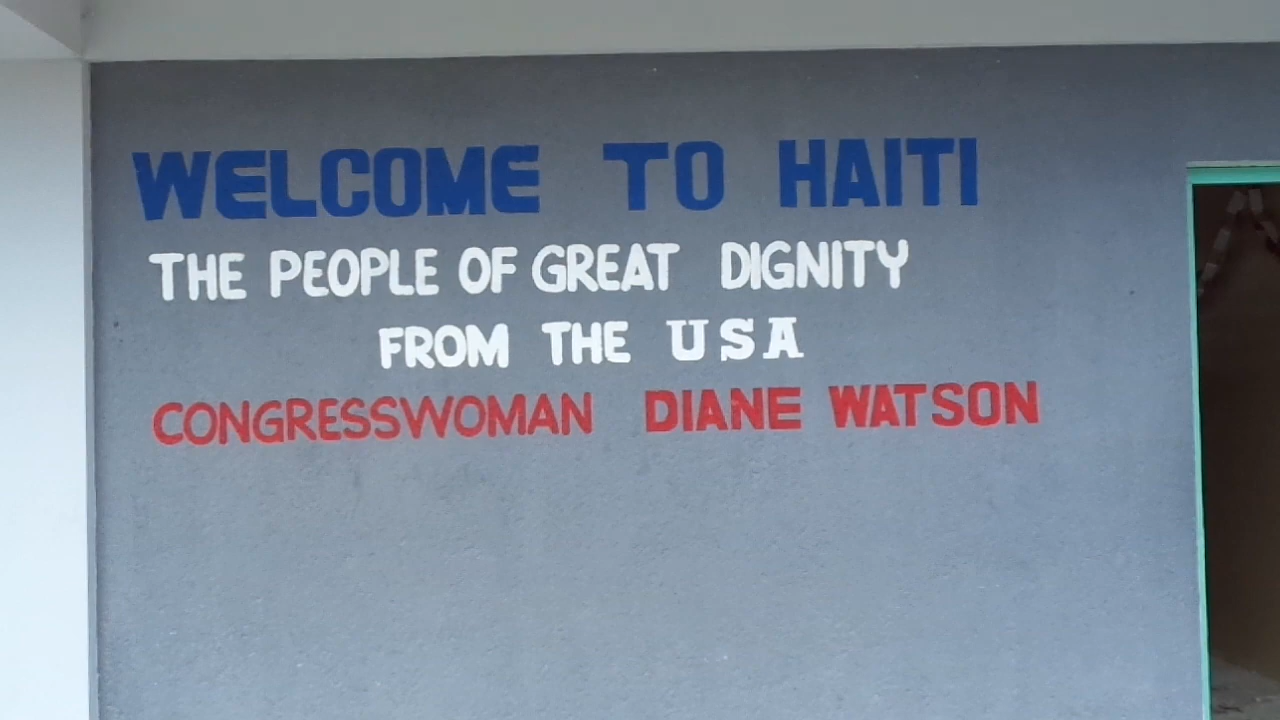 WELCOME TO HAITI
THE PEOPLE OF GREAT DIGNITY
FROM THE USA
CONGRESSWOMAN DIANE WATSON